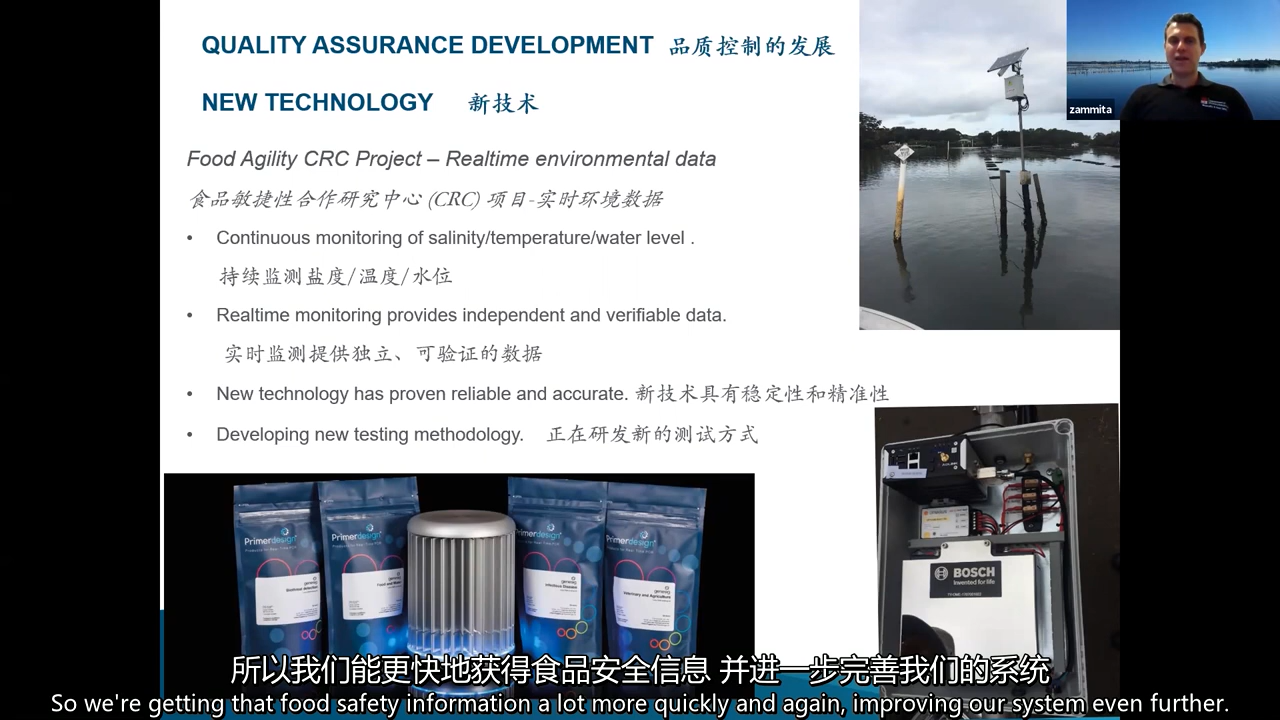 QUALITY ASSURANCE DEVELOPMENT 品质控制的发展
zammita
NEW TECHNOLOGY 新技术
Food Agility CRC Project – Realtime environmental data
食品敏捷性合作研究中心 (CRC) 项目-实时环境数据
• Continuous monitoring of salinity/temperature/water level .
持续监测盐度/温度/水位
• Realtime monitoring provides independent and verifiable data.
实时监测提供独立、可验证的数据
• New technology has proven reliable and accurate. 新技术具有稳定性和精准性
• Developing new testing methodology. 正在研发新的测试方式
Primerdesign
Primerdesign
Primerdesign
Primerdesign
genesig
genesig
genesig
genesig
BOSCH
Invented for life
所以我们能更快地获得食品安全信息 并进一步完善我们的系统
So we're getting that food safety information a lot more quickly and again, improving our system even further.